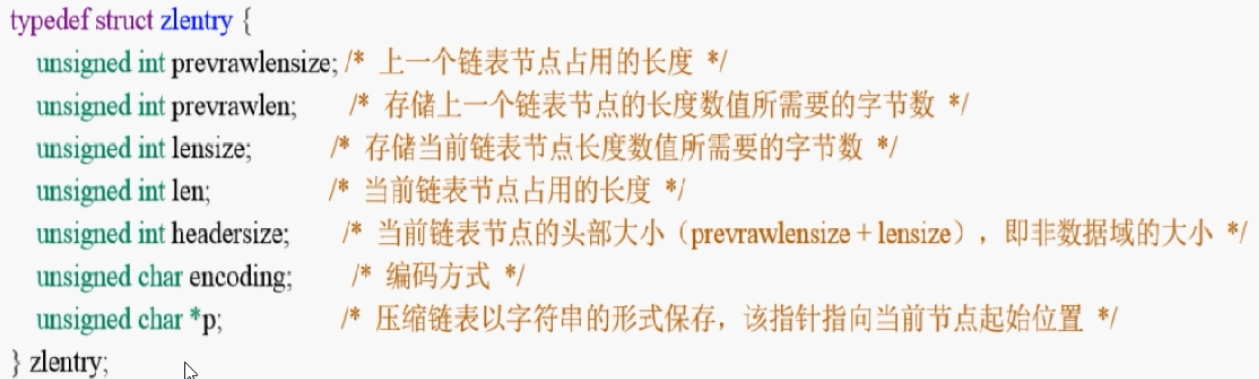 typedef struct zlentry {
unsigned int prevrawlensize; /* 上一个链表节点占用的长度 */
unsigned int prevrawlen; /* 存储上一个链表节点的长度数值所需要的字节数 */
unsigned int lensize; /* 存储当前链表节点长度数值所需要的字节数 */
unsigned int len; /* 当前链表节点占用的长度 */
unsigned int headersize; /* 当前链表节点的头部大小（prevrawlensize + lensize），即非数据域的大小 */
unsigned char encoding; /* 编码方式 */
unsigned char *p; /* 压缩链表以字符串的形式保存，该指针指向当前节点起始位置 */
} zlentry;